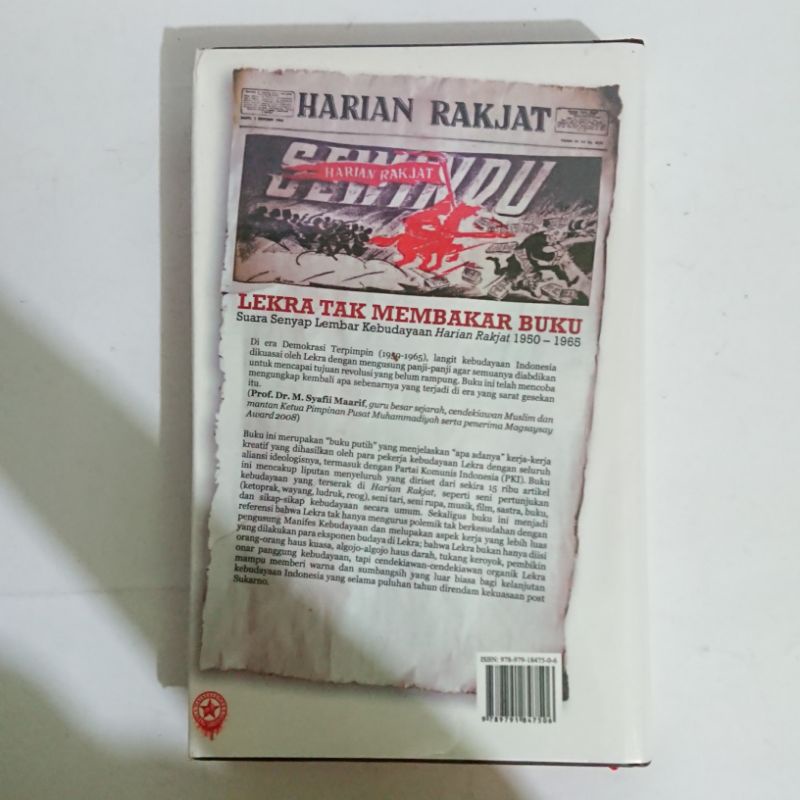 HARIAN RAKJAT
SEWINDU
HARIAN RAKJAT
LEKRA TAK MEMBAKAR BUKU
Suara Senyap Lembar Kebudayaan Harian Rakjat 1950 – 1965
Di era Demokrasi Terpimpin (1959-1965), langit kebudayaan Indonesia
dikuasai oleh Lekra dengan mengusung panji-panji agar semuanya diabdikan
untuk mencapai tujuan revolusi yang belum rampung. Buku ini telah mencoba
mengungkap kembali apa sebenarnya yang terjadi di era yang sarat gesekan
itu.
(Prof. Dr. M. Syafii Maarif, guru besar sejarah, cendekiawan Muslim dan
mantan Ketua Pimpinan Pusat Muhammadiyah serta penerima Magsaysay
Award 2008)
Buku ini merupakan "buku putih" yang menjelaskan "apa adanya" kerja-kerja
kreatif yang dihasilkan oleh para pekerja kebudayaan Lekra dengan seluruh
aliansi ideologisnya, termasuk dengan Partai Komunis Indonesia (PKI). Buku
ini mencakup liputan menyeluruh yang diriset dari sekira 15 ribu artikel
kebudayaan yang terserak di Harian Rakjat, seperti seni pertunjukan
(ketoprak, wayang, ludruk, reog), seni tari, seni rupa, musik, film, sastra, buku,
dan sikap-sikap kebudayaan secara umum. Sekaligus buku ini menjadi
referensi bahwa Lekra tak hanya mengurus polemik tak berkesudahan dengan
pengusung Manifes Kebudayaan dan melupakan aspek kerja yang lebih luas
yang dilakukan para eksponen budaya di Lekra; bahwa Lekra bukan hanya diisi
orang-orang haus kuasa, algojo-algojo haus darah, tukang keroyok, pembikin
onar panggung kebudayaan, tapi cendekiawan-cendekiawan organik Lekra
mampu memberi warna dan sumbangsih yang luar biasa bagi kelanjutan
kebudayaan Indonesia yang selama puluhan tahun direndam kekuasaan post
Sukarno.
ISBN: 978-979-18475-0-6
9 789791 847506